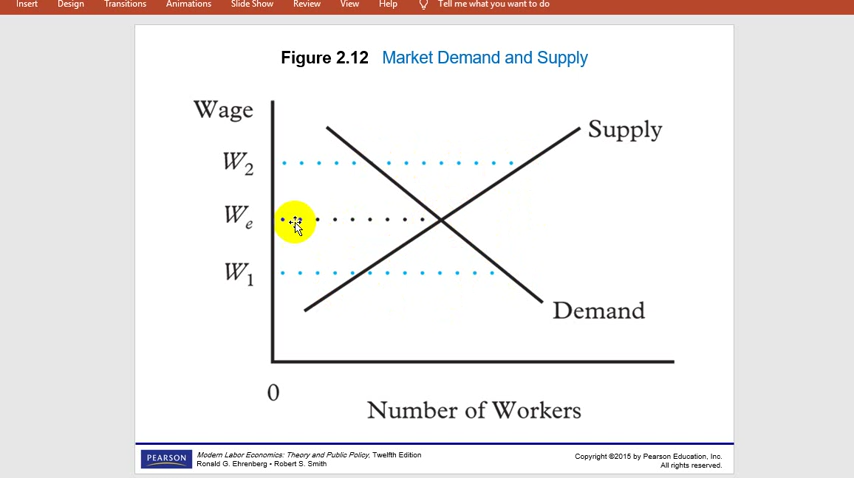 Insert Design Transitions Animations Slide Show Review View Help Tell me what you want to do
Figure 2.12 Market Demand and Supply
Wage
Supply
W2
We
W1
Demand
0
Number of Workers
PEARSON
Modern Labor Economics: Theory and Public Policy, Twelfth Edition
Ronald G. Ehrenberg • Robert S. Smith
Copyright ©2015 by Pearson Education, Inc.
All rights reserved.